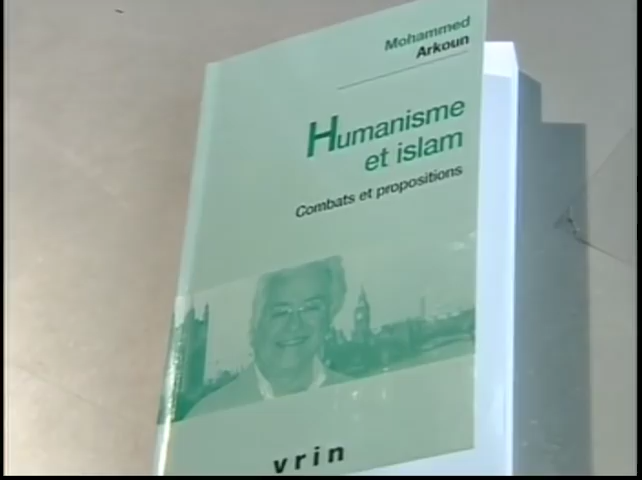 Mohammed
Arkoun
Humanisme
et islam
Combats et propositions
vrin